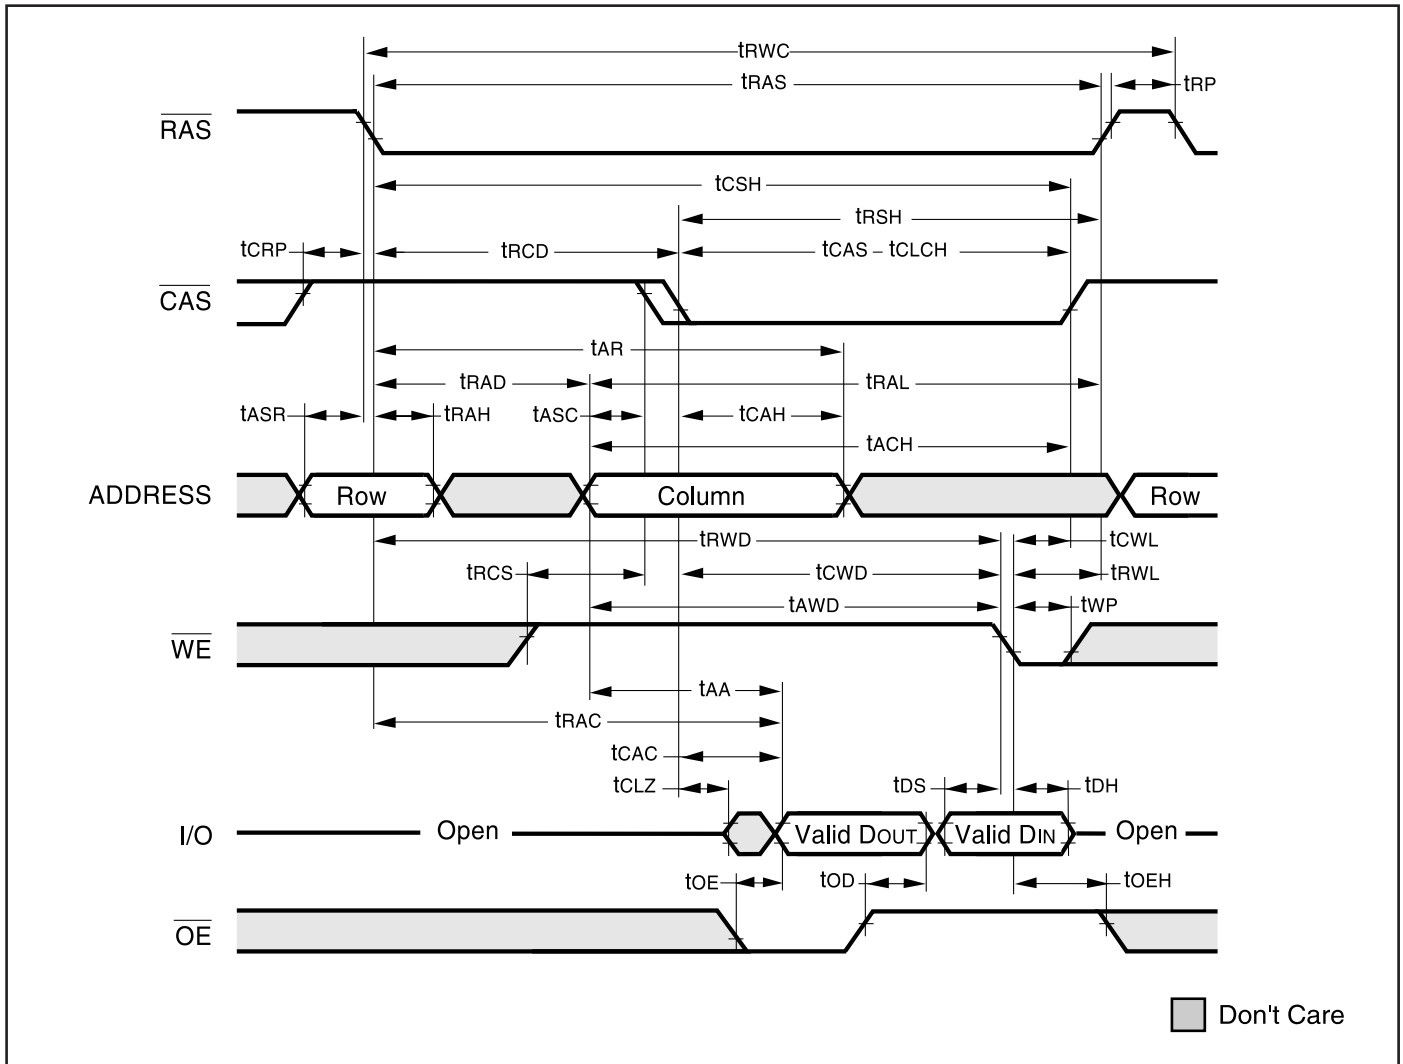 tRWC
tRAS
tRP
RAS
tCSH
tRSH
tCRP
tRCD
tCAS – tCLCH
CAS
tAR
tRAD
tRAL
tASR
tRAH
tASC
tCAH
tACH
ADDRESS
Row
Column
Row
tRWD
tCWL
tRCS
tCWD
tRWL
tAWD
tWP
WE
tAA
tRAC
tCAC
tCLZ
tDS
tDH
I/O
Open
Valid DOUT
Valid DIN
Open
tOE
tOD
tOEH
OE
Don't Care